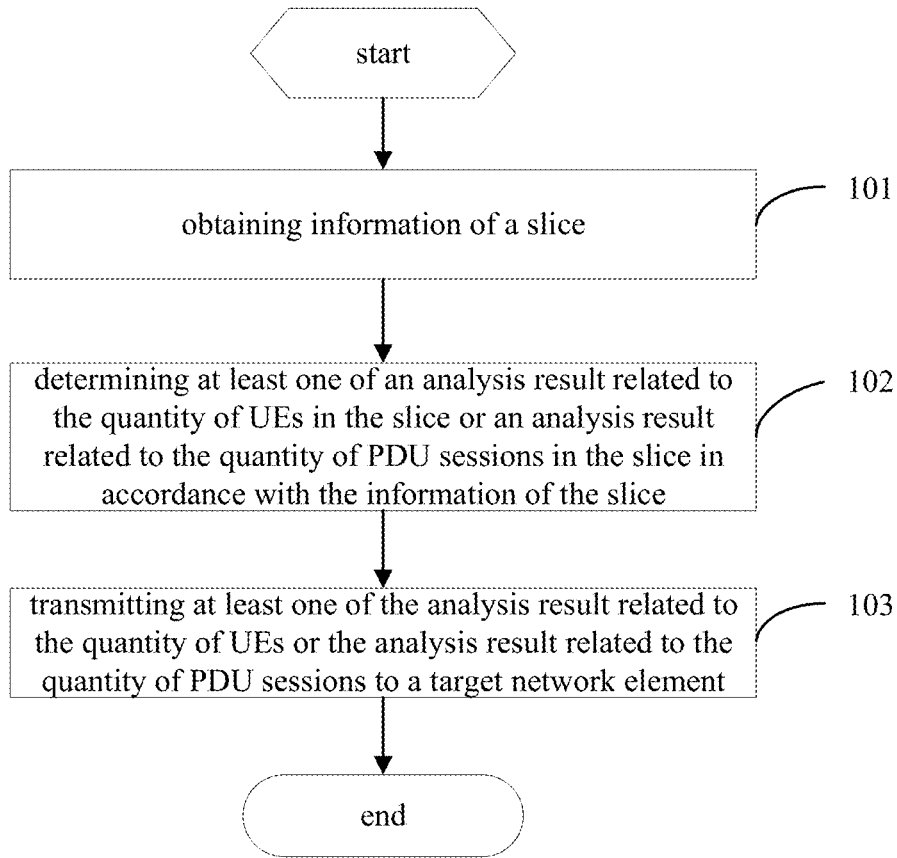 start
101
obtaining information of a slice
determining at least one of an analysis result related to
102
the quantity of UEs in the slice or an analysis result
related to the quantity of PDU sessions in the slice in
accordance with the information of the slice
transmitting at least one of the analysis result related to
103
the quantity of UEs or the analysis result related to the
quantity of PDU sessions to a target network element
end